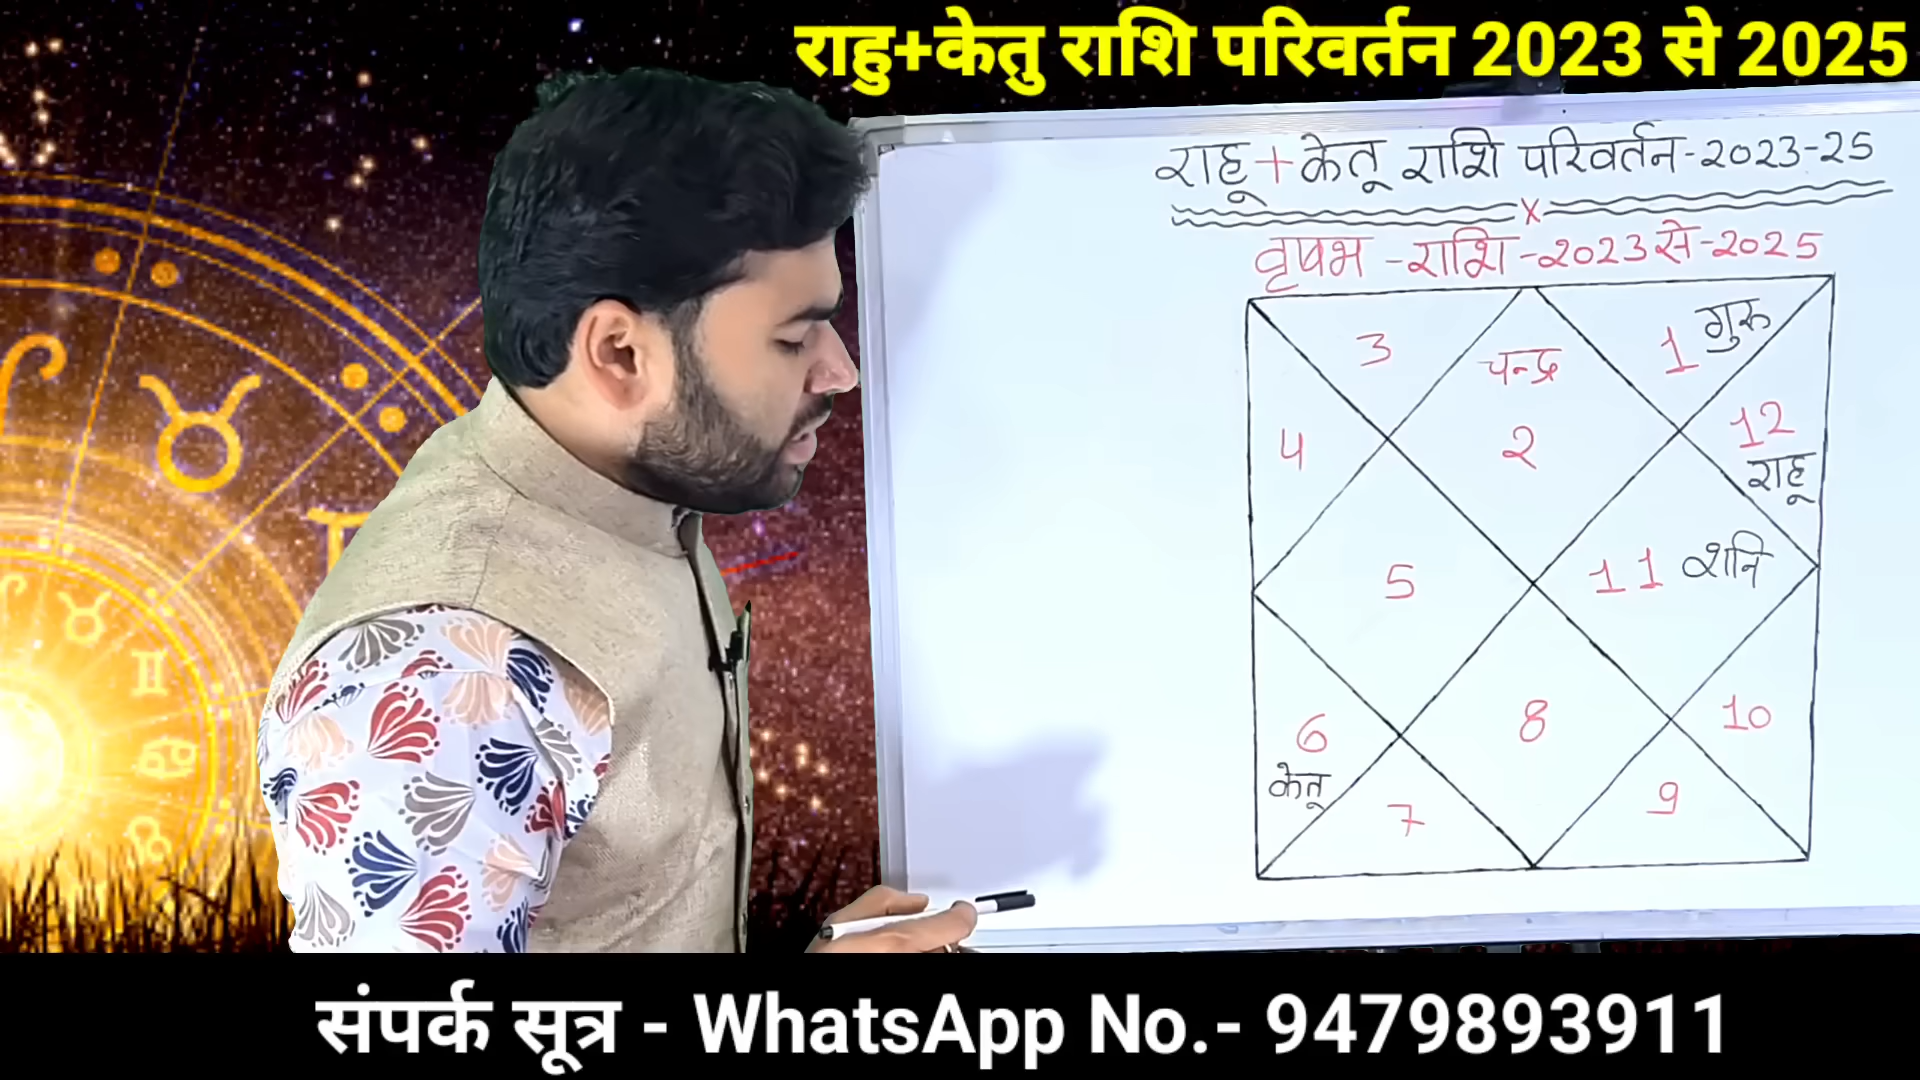 राहु+केतु राशि परिवर्तन 2023 से 2025
राहू + केतू राशि परिवर्तन-2023-25
x
वृषभ -राशि -2023 से -2025
3
चन्द्र
2
1 गुरू
4
12
राहू
5
11 शनि
6
केतू
7
8
9
10
संपर्क सूत्र - WhatsApp No.- 9479893911